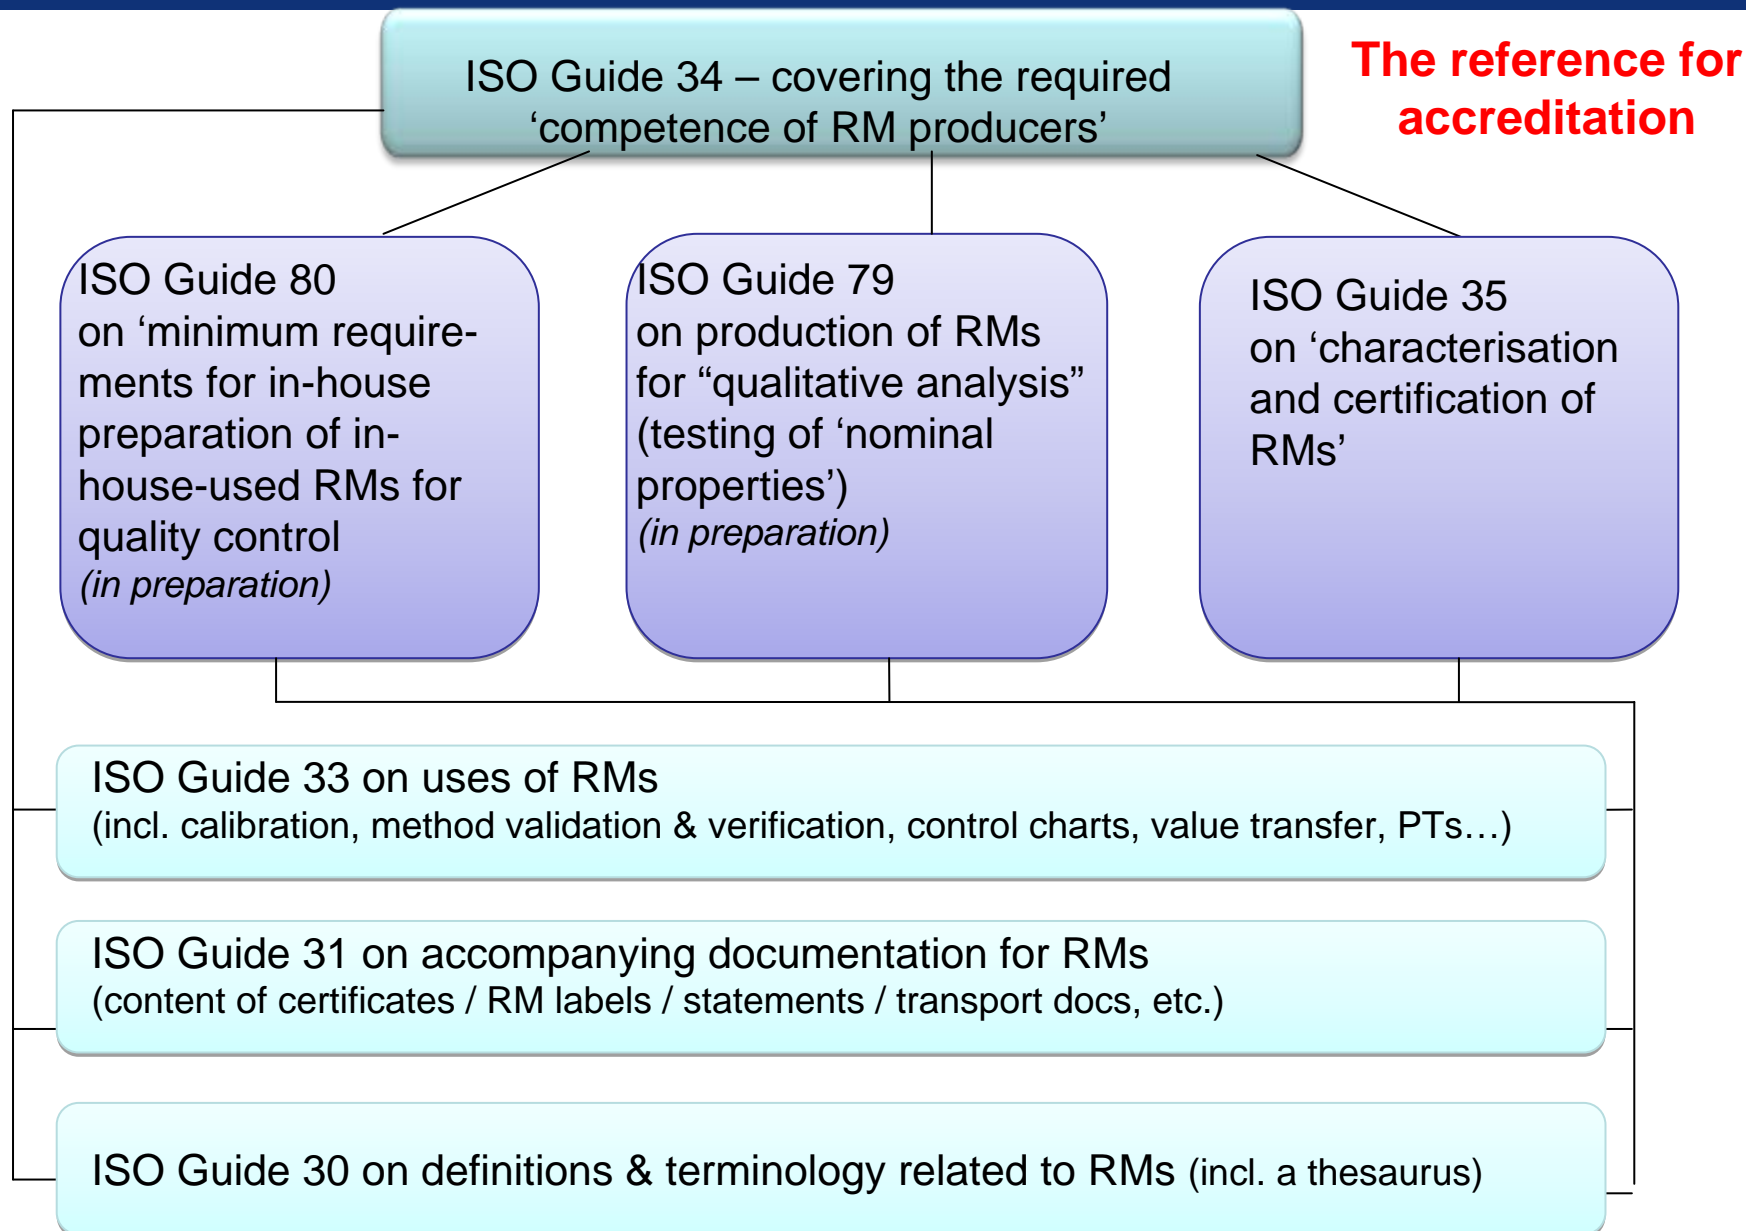 ISO Guide 34 – covering the required
‘competence of RM producers’
The reference for
accreditation
ISO Guide 80
on ‘minimum require-
ments for in-house
preparation of in-
house-used RMs for
quality control
(in preparation)
ISO Guide 79
on production of RMs
for “qualitative analysis”
(testing of ‘nominal
properties’)
(in preparation)
ISO Guide 35
on ‘characterisation
and certification of
RMs’
ISO Guide 33 on uses of RMs
(incl. calibration, method validation & verification, control charts, value transfer, PTs…)
ISO Guide 31 on accompanying documentation for RMs
(content of certificates / RM labels / statements / transport docs, etc.)
ISO Guide 30 on definitions & terminology related to RMs (incl. a thesaurus)